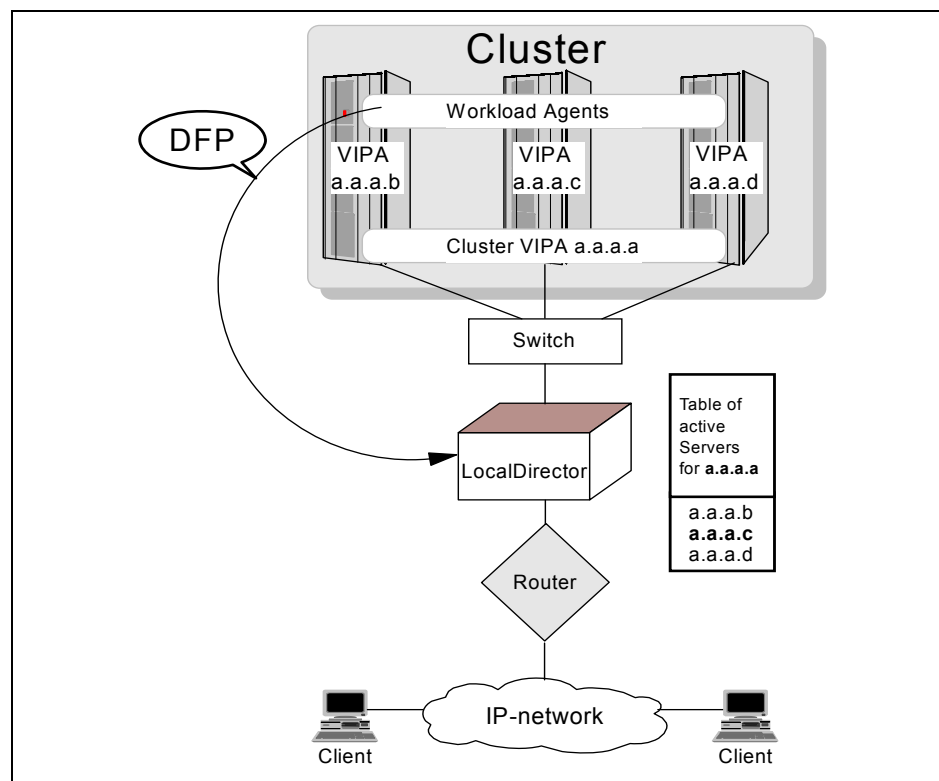 Cluster
Workload Agents
DFP
VIPA
a.a.a.b
VIPA
a.a.a.c
VIPA
a.a.a.d
Cluster VIPA a.a.a.a
Switch
Table of
active
Servers
for a.a.a.a
LocalDirector
a.a.a.b
a.a.a.c
a.a.a.d
Router
IP-network
Client
Client